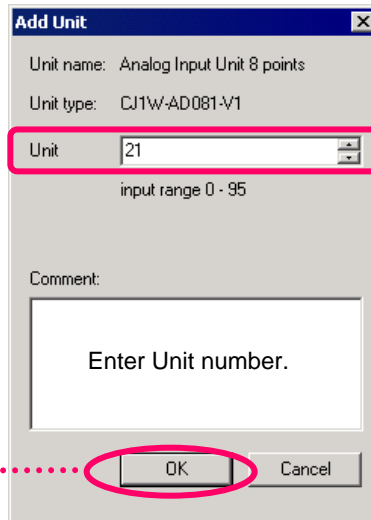 Add Unit
Unit name: Analog Input Unit 8 points
Unit type: CJ1W-AD081-V1
Unit 21
input range 0 - 95
Comment:
Enter Unit number.
OK Cancel